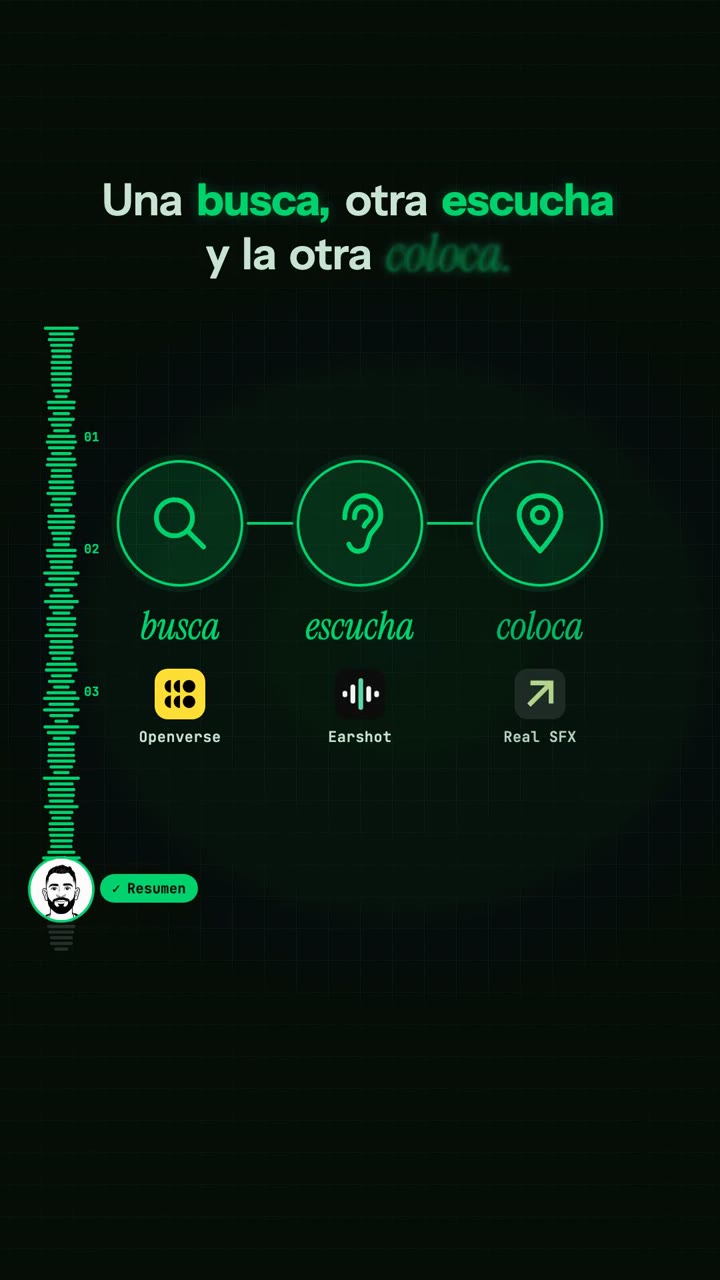 Una busca, otra escucha
y la otra coloca.
01
02
03
busca
escucha
coloca
Openverse
Earshot
Real SFX
✓ Resumen